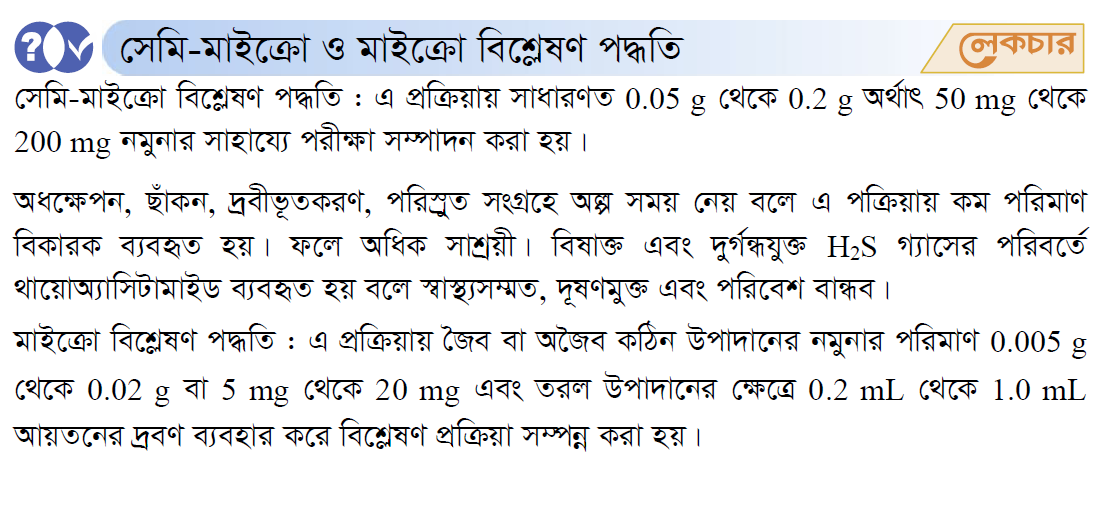 সেমি-মাইক্রো ও মাইক্রো বিশ্লেষণ পদ্ধতি
লেকচার
সেমি-মাইক্রো বিশ্লেষণ পদ্ধতি : এ প্রক্রিয়ায় সাধারণত 0.05 g থেকে 0.2 g অর্থাৎ 50 mg থেকে
200 mg নমুনার সাহায্যে পরীক্ষা সম্পাদন করা হয়।
অধক্ষেপন, ছাঁকন, দ্রবীভূতকরণ, পরিস্রুত সংগ্রহে অল্প সময় নেয় বলে এ পক্রিয়ায় কম পরিমাণ
বিকারক ব্যবহৃত হয়। ফলে অধিক সাশ্রয়ী। বিষাক্ত এবং দুর্গন্ধযুক্ত H₂S গ্যাসের পরিবর্তে
থায়োঅ্যাসিটামাইড ব্যবহৃত হয় বলে স্বাস্থ্যসম্মত, দূষণমুক্ত এবং পরিবেশ বান্ধব।
মাইক্রো বিশ্লেষণ পদ্ধতি : এ প্রক্রিয়ায় জৈব বা অজৈব কঠিন উপাদানের নমুনার পরিমাণ 0.005 g
থেকে 0.02 g বা 5 mg থেকে 20 mg এবং তরল উপাদানের ক্ষেত্রে 0.2 mL থেকে 1.0 mL
আয়তনের দ্রবণ ব্যবহার করে বিশ্লেষণ প্রক্রিয়া সম্পন্ন করা হয়।